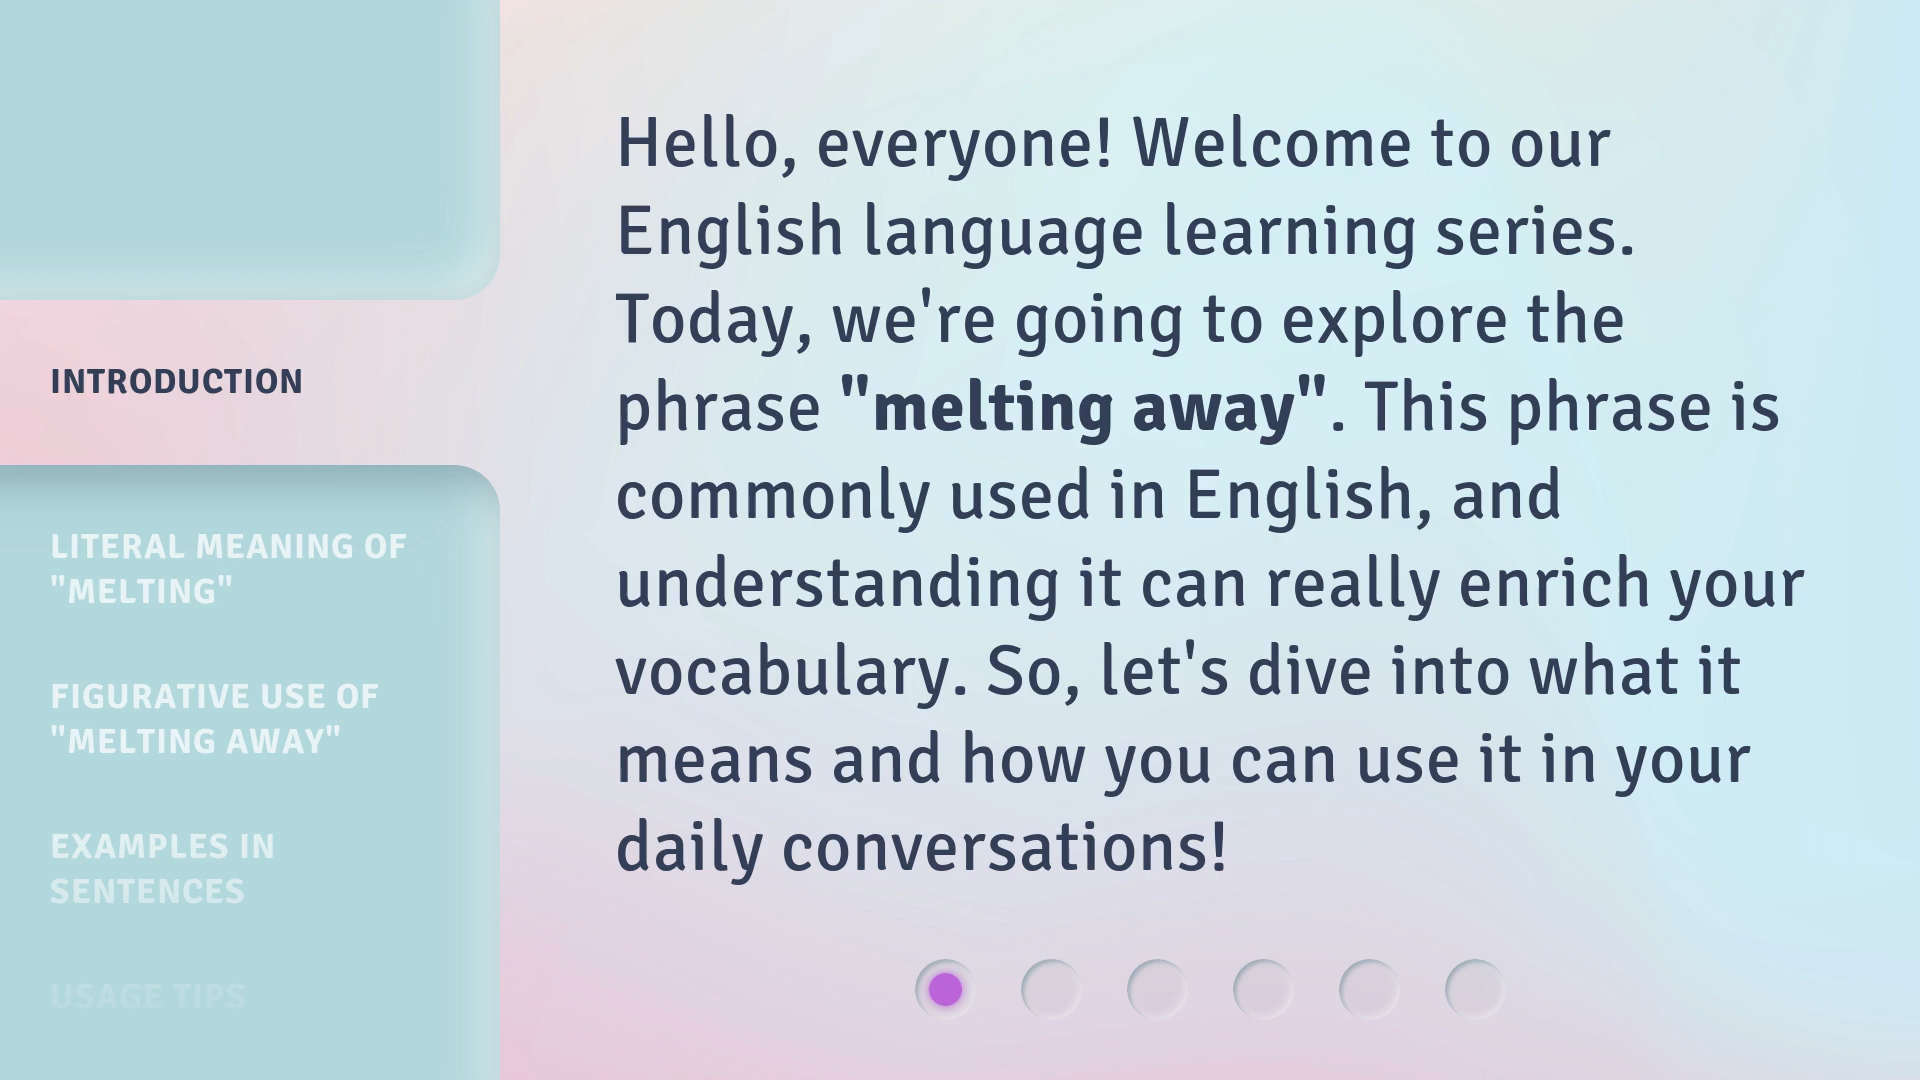 INTRODUCTION
LITERAL MEANING OF
"MELTING"
FIGURATIVE USE OF
"MELTING AWAY"
EXAMPLES IN
SENTENCES
USAGE TIPS
Hello, everyone! Welcome to our
English language learning series.
Today, we're going to explore the
phrase "melting away". This phrase is
commonly used in English, and
understanding it can really enrich your
vocabulary. So, let's dive into what it
means and how you can use it in your
daily conversations!